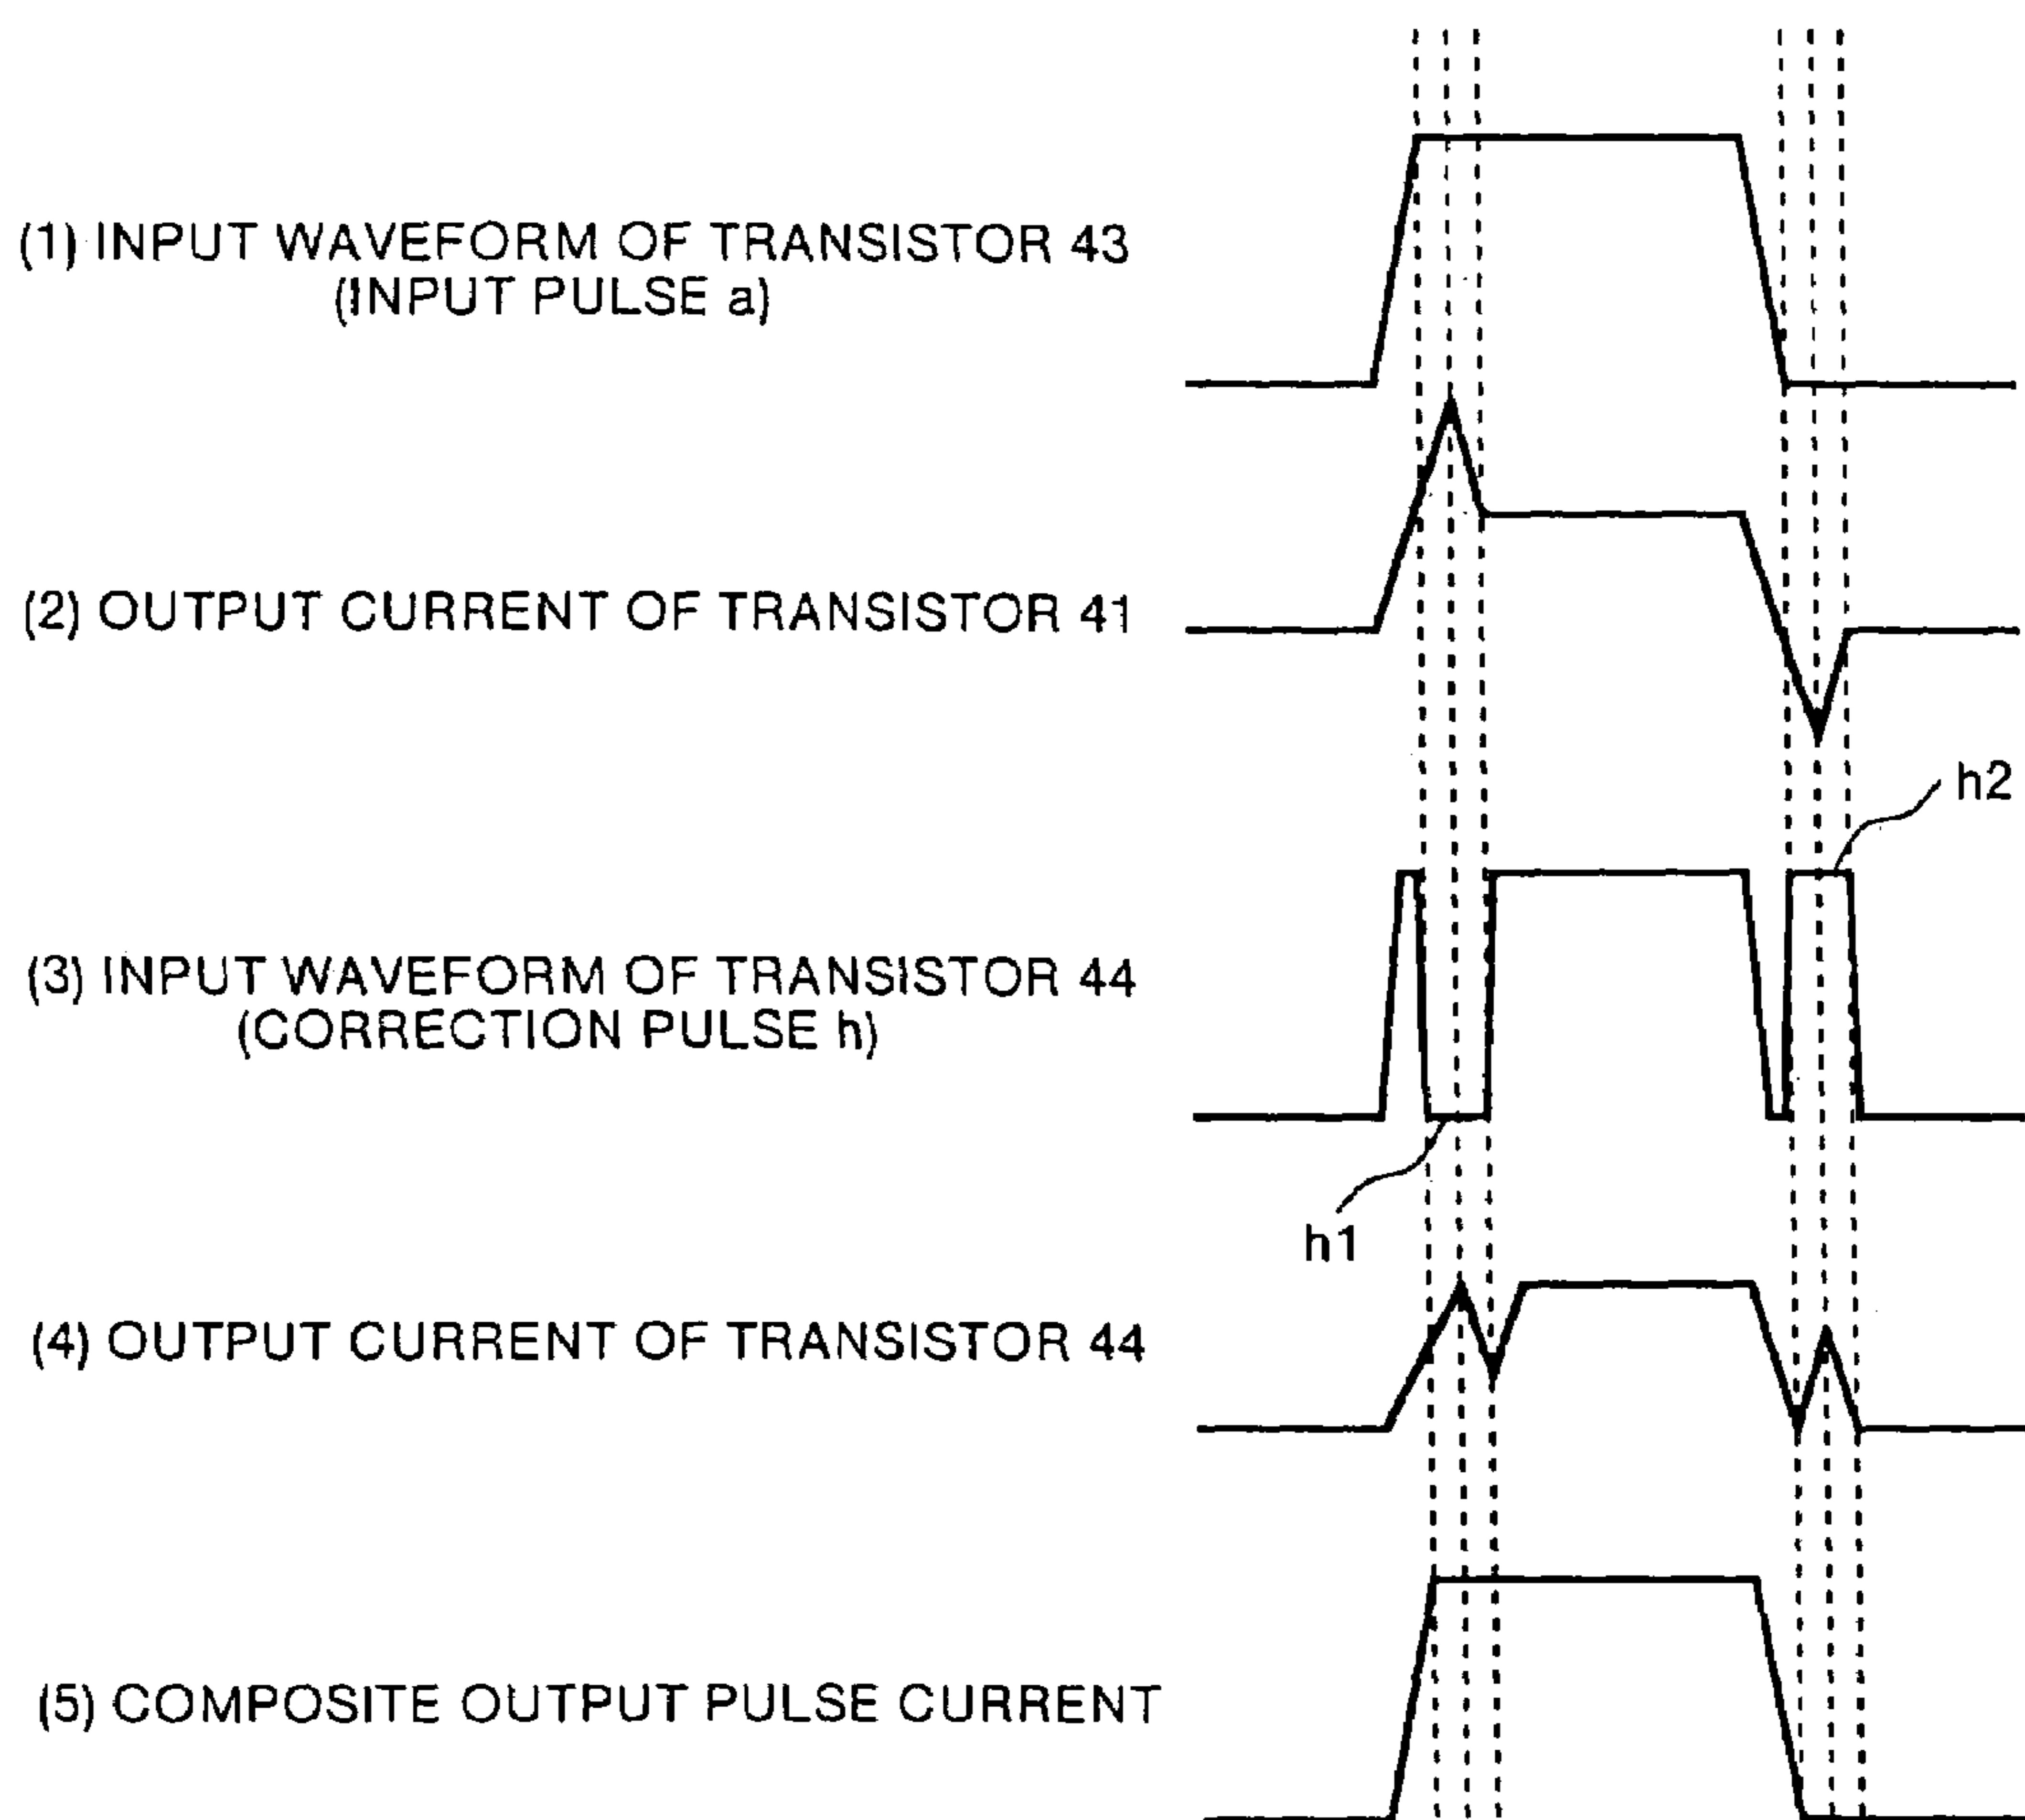 (1) INPUT WAVEFORM OF TRANSISTOR 43
(INPUT PULSE a)
(2) OUTPUT CURRENT OF TRANSISTOR 41
h2
(3) INPUT WAVEFORM OF TRANSISTOR 44
(CORRECTION PULSE h)
h1
(4) OUTPUT CURRENT OF TRANSISTOR 44
(5) COMPOSITE OUTPUT PULSE CURRENT